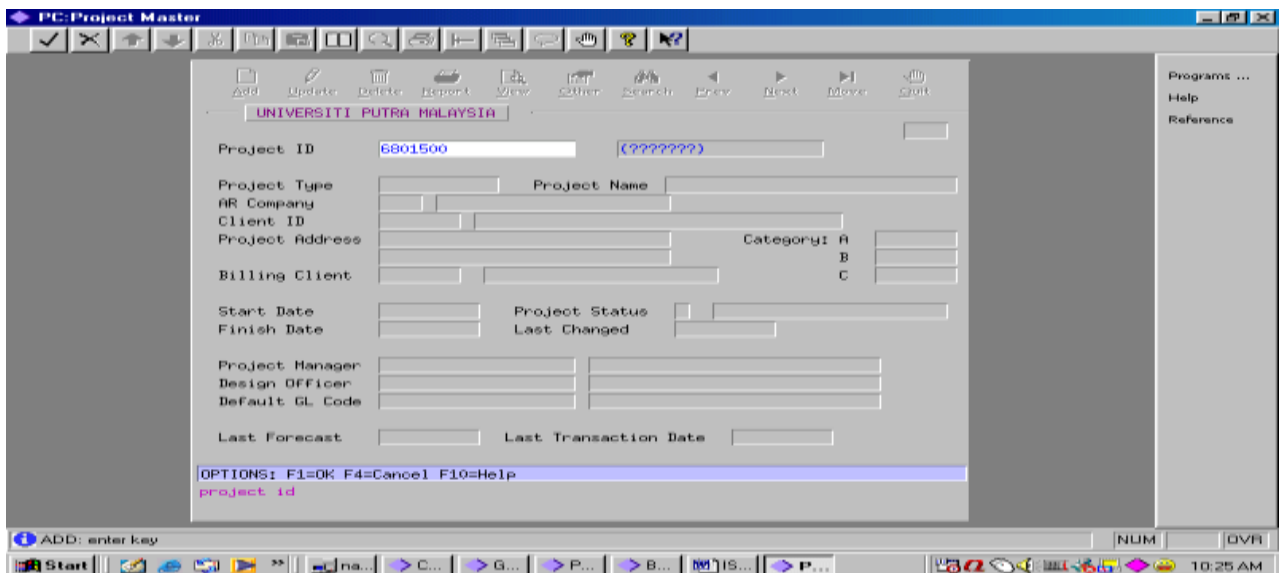 PC:Project Master
Add Update Delete Report View Other Search Prev Next Move Quit
Programs ...
Help
Reference
UNIVERSITI PUTRA MALAYSIA
Project ID 6801500 (???????)
Project Type Project Name
AR Company
Client ID
Project Address Category: A
B
Billing Client C
Start Date Project Status
Finish Date Last Changed
Project Manager
Design Officer
Default GL Code
Last Forecast Last Transaction Date
OPTIONS: F1=OK F4=Cancel F10=Help
project id
ADD: enter key NUM OVR
Start na... C... G... P... B... IS... P... 10:25 AM